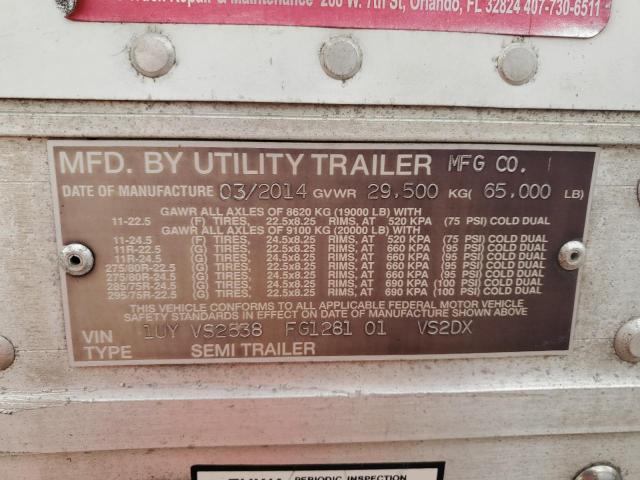 Repair & Maintenance 200 W. 7th St, Orlando, FL 32824 407-730-6511
MFD. BY UTILITY TRAILER MFG CO.
DATE OF MANUFACTURE 03/2014 GVWR 29,500 KG( 65,000 LB)
GAWR ALL AXLES OF 8620 KG (19000 LB) WITH
11-22.5 (F) TIRES, 22.5x8.25 RIMS, AT 520 KPA (75 PSI) COLD DUAL
GAWR ALL AXLES OF 9100 KG (20000 LB) WITH
11-24.5 (F) TIRES, 24.5x8.25 RIMS, AT 520 KPA (75 PSI) COLD DUAL
11R-22.5 (G) TIRES, 22.5x8.25 RIMS, AT 660 KPA (95 PSI) COLD DUAL
11R-24.5 (G) TIRES, 24.5x8.25 RIMS, AT 660 KPA (95 PSI) COLD DUAL
275/80R-22.5 (G) TIRES, 22.5x8.25 RIMS, AT 660 KPA (95 PSI) COLD DUAL
275/80R-24.5 (G) TIRES, 24.5x8.25 RIMS, AT 660 KPA (95 PSI) COLD DUAL
285/75R-24.5 (G) TIRES, 24.5x8.25 RIMS, AT 690 KPA (100 PSI) COLD DUAL
295/75R-22.5 (G) TIRES, 22.5x8.25 RIMS, AT 690 KPA (100 PSI) COLD DUAL
THIS VEHICLE CONFORMS TO ALL APPLICABLE FEDERAL MOTOR VEHICLE
SAFETY STANDARDS IN EFFECT ON DATE OF MANUFACTURE SHOWN ABOVE
VIN 1UY VS2538 FG1281 01 VS2DX
TYPE SEMI TRAILER
PERIODIC INSPECTION